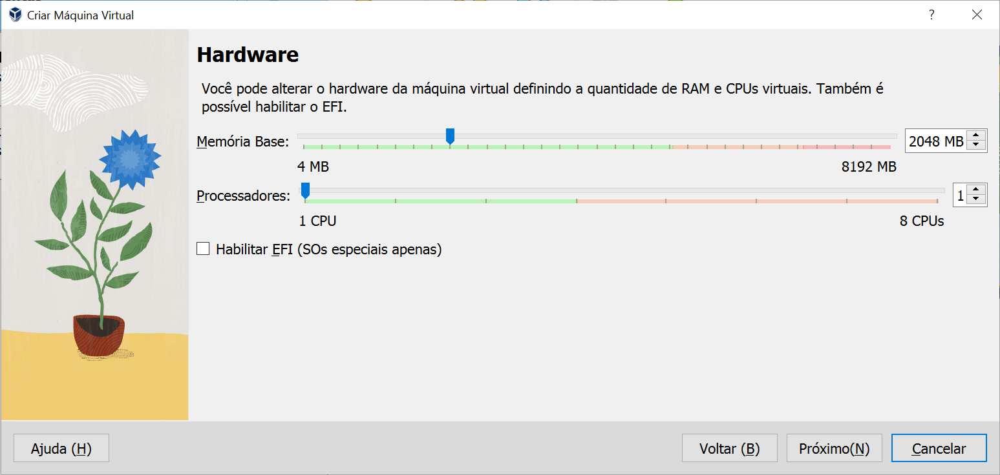 Criar Máquina Virtual
?
Hardware
Você pode alterar o hardware da máquina virtual definindo a quantidade de RAM e CPUs virtuais. Também é
possível habilitar o EFI.
Memória Base:
2048 MB
4 MB
8192 MB
Processadores:
1
1 CPU
8 CPUs
Habilitar EFI (SOs especiais apenas)
Ajuda (H)
Voltar (B)
Próximo(N)
Cancelar